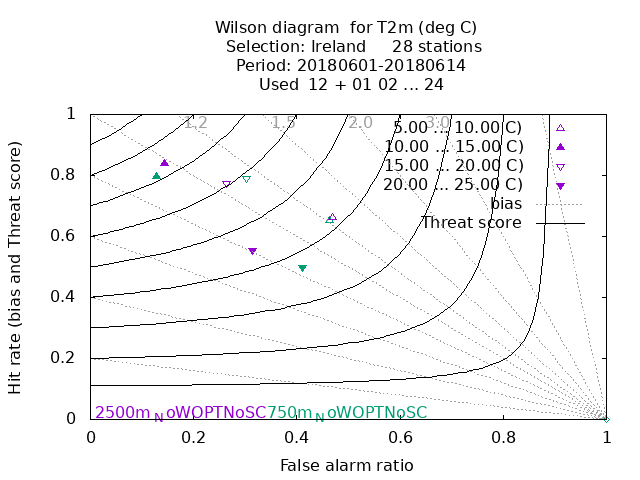 Wilson diagram  for T2m (deg C)
Selection: Ireland     28 stations
Period: 20180601-20180614
Used  12 + 01 02 ... 24
Hit rate (bias and Threat score)
1
0.8
0.6
0.4
0.2
0
1.2 1.5 2.0 3.0
5.00 ... 10.00 C)
10.00 ... 15.00 C)
15.00 ... 20.00 C)
20.00 ... 25.00 C)
bias
Threat score
2500m_NoWOPTNoSC 750m_NoWOPTNoSC
0 0.2 0.4 0.6 0.8 1
False alarm ratio